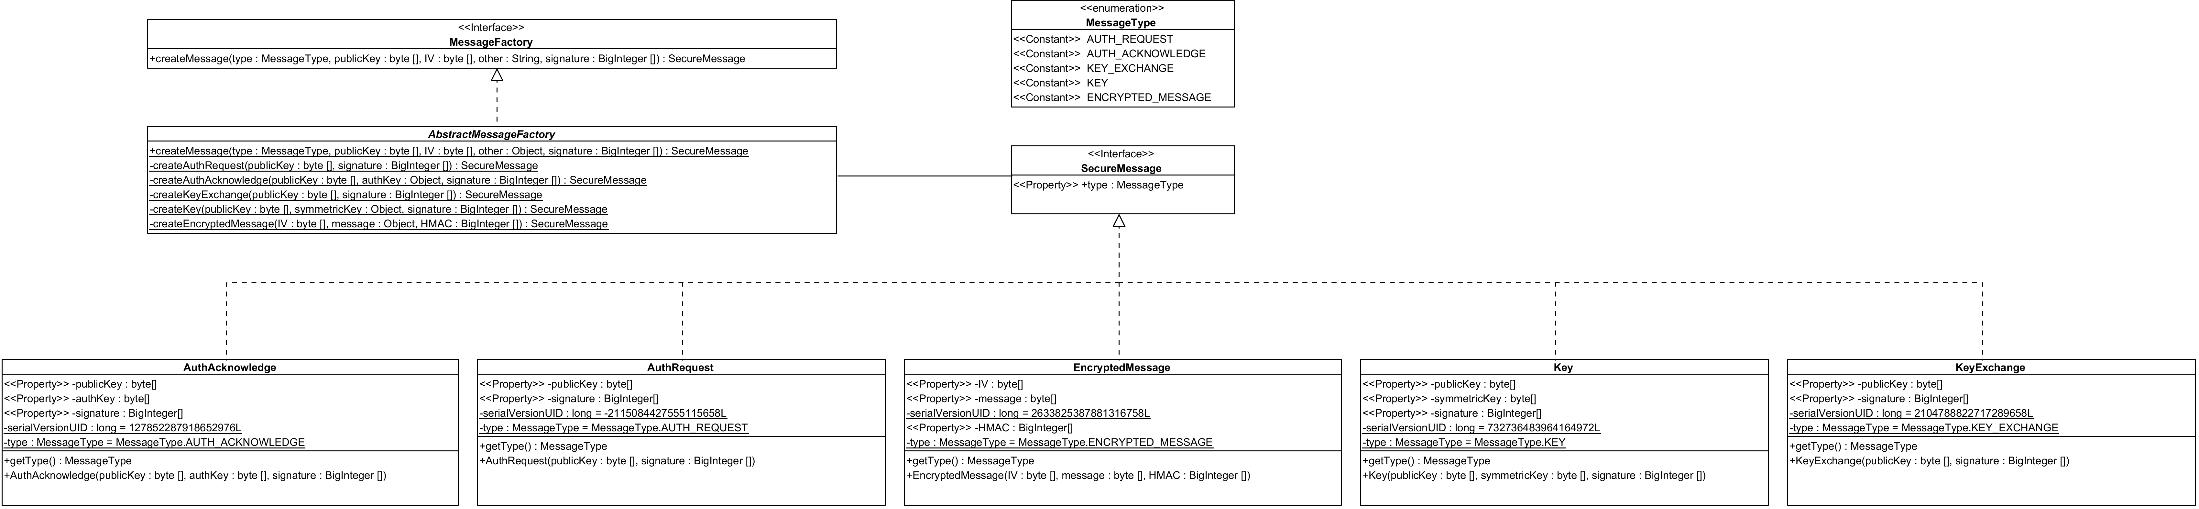 <<Interface>>
MessageFactory
+createMessage(type : MessageType, publicKey : byte [], IV : byte [], other : String, signature : BigInteger []) : SecureMessage
<<enumeration>>
MessageType
<<Constant>> AUTH_REQUEST
<<Constant>> AUTH_ACKNOWLEDGE
<<Constant>> KEY_EXCHANGE
<<Constant>> KEY
<<Constant>> ENCRYPTED_MESSAGE
AbstractMessageFactory
+createMessage(type : MessageType, publicKey : byte [], IV : byte [], other : Object, signature : BigInteger []) : SecureMessage
-createAuthRequest(publicKey : byte [], signature : BigInteger []) : SecureMessage
-createAuthAcknowledge(publicKey : byte [], authKey : Object, signature : BigInteger []) : SecureMessage
-createKeyExchange(publicKey : byte [], signature : BigInteger []) : SecureMessage
-createKey(publicKey : byte [], symmetricKey : Object, signature : BigInteger []) : SecureMessage
-createEncryptedMessage(IV : byte [], message : Object, HMAC : BigInteger []) : SecureMessage
<<Interface>>
SecureMessage
<<Property>> +type : MessageType
AuthAcknowledge
<<Property>> -publicKey : byte[]
<<Property>> -authKey : byte[]
<<Property>> -signature : BigInteger[]
-serialVersionUID : long = 127852287918652976L
-type : MessageType = MessageType.AUTH_ACKNOWLEDGE
+getType() : MessageType
+AuthAcknowledge(publicKey : byte [], authKey : byte [], signature : BigInteger [])
AuthRequest
<<Property>> -publicKey : byte[]
<<Property>> -signature : BigInteger[]
-serialVersionUID : long = -2115084427555115658L
-type : MessageType = MessageType.AUTH_REQUEST
+getType() : MessageType
+AuthRequest(publicKey : byte [], signature : BigInteger [])
EncryptedMessage
<<Property>> -IV : byte[]
<<Property>> -message : byte[]
-serialVersionUID : long = 2633825387881316758L
<<Property>> -HMAC : BigInteger[]
-type : MessageType = MessageType.ENCRYPTED_MESSAGE
+getType() : MessageType
+EncryptedMessage(IV : byte [], message : byte [], HMAC : BigInteger [])
Key
<<Property>> -publicKey : byte[]
<<Property>> -symmetricKey : byte[]
<<Property>> -signature : BigInteger[]
-serialVersionUID : long = 732736483964164972L
-type : MessageType = MessageType.KEY
+getType() : MessageType
+Key(publicKey : byte [], symmetricKey : byte [], signature : BigInteger [])
KeyExchange
<<Property>> -publicKey : byte[]
<<Property>> -signature : BigInteger[]
-serialVersionUID : long = 2104788822717289658L
-type : MessageType = MessageType.KEY_EXCHANGE
+getType() : MessageType
+KeyExchange(publicKey : byte [], signature : BigInteger [])